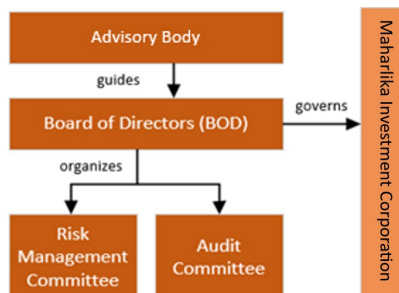 Advisory Body
guides
Board of Directors (BOD)
governs
Maharlika Investment Corporation
organizes
Risk
Management
Committee
Audit
Committee